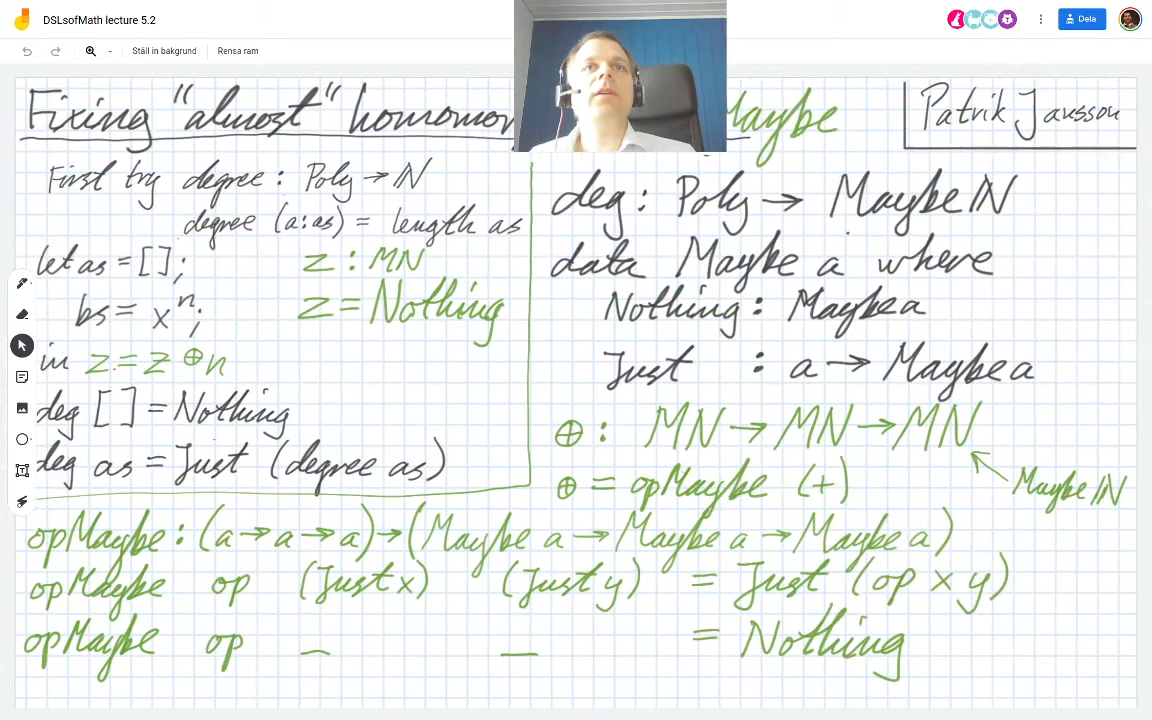 DSLsofMath lecture 5.2
Dela
Ställ in bakgrund
Rensa ram
Fixing "almost" homomor
Maybe
Patrik Jansson
First try degree : Poly → ℕ
degree (a:as) = length as
let as = [];
bs = xⁿ;
in z = z ⊕ n
z : MN
z = Nothing
deg [] = Nothing
deg as = Just (degree as)
deg : Poly → Maybe ℕ
data Maybe a where
Nothing : Maybe a
Just : a → Maybe a
⊕ : MN → MN → MN
⊕ = opMaybe (+)
Maybe ℕ
opMaybe : (a → a → a) → (Maybe a → Maybe a → Maybe a)
opMaybe op (Just x) (Just y) = Just (op x y)
opMaybe op _ _ = Nothing